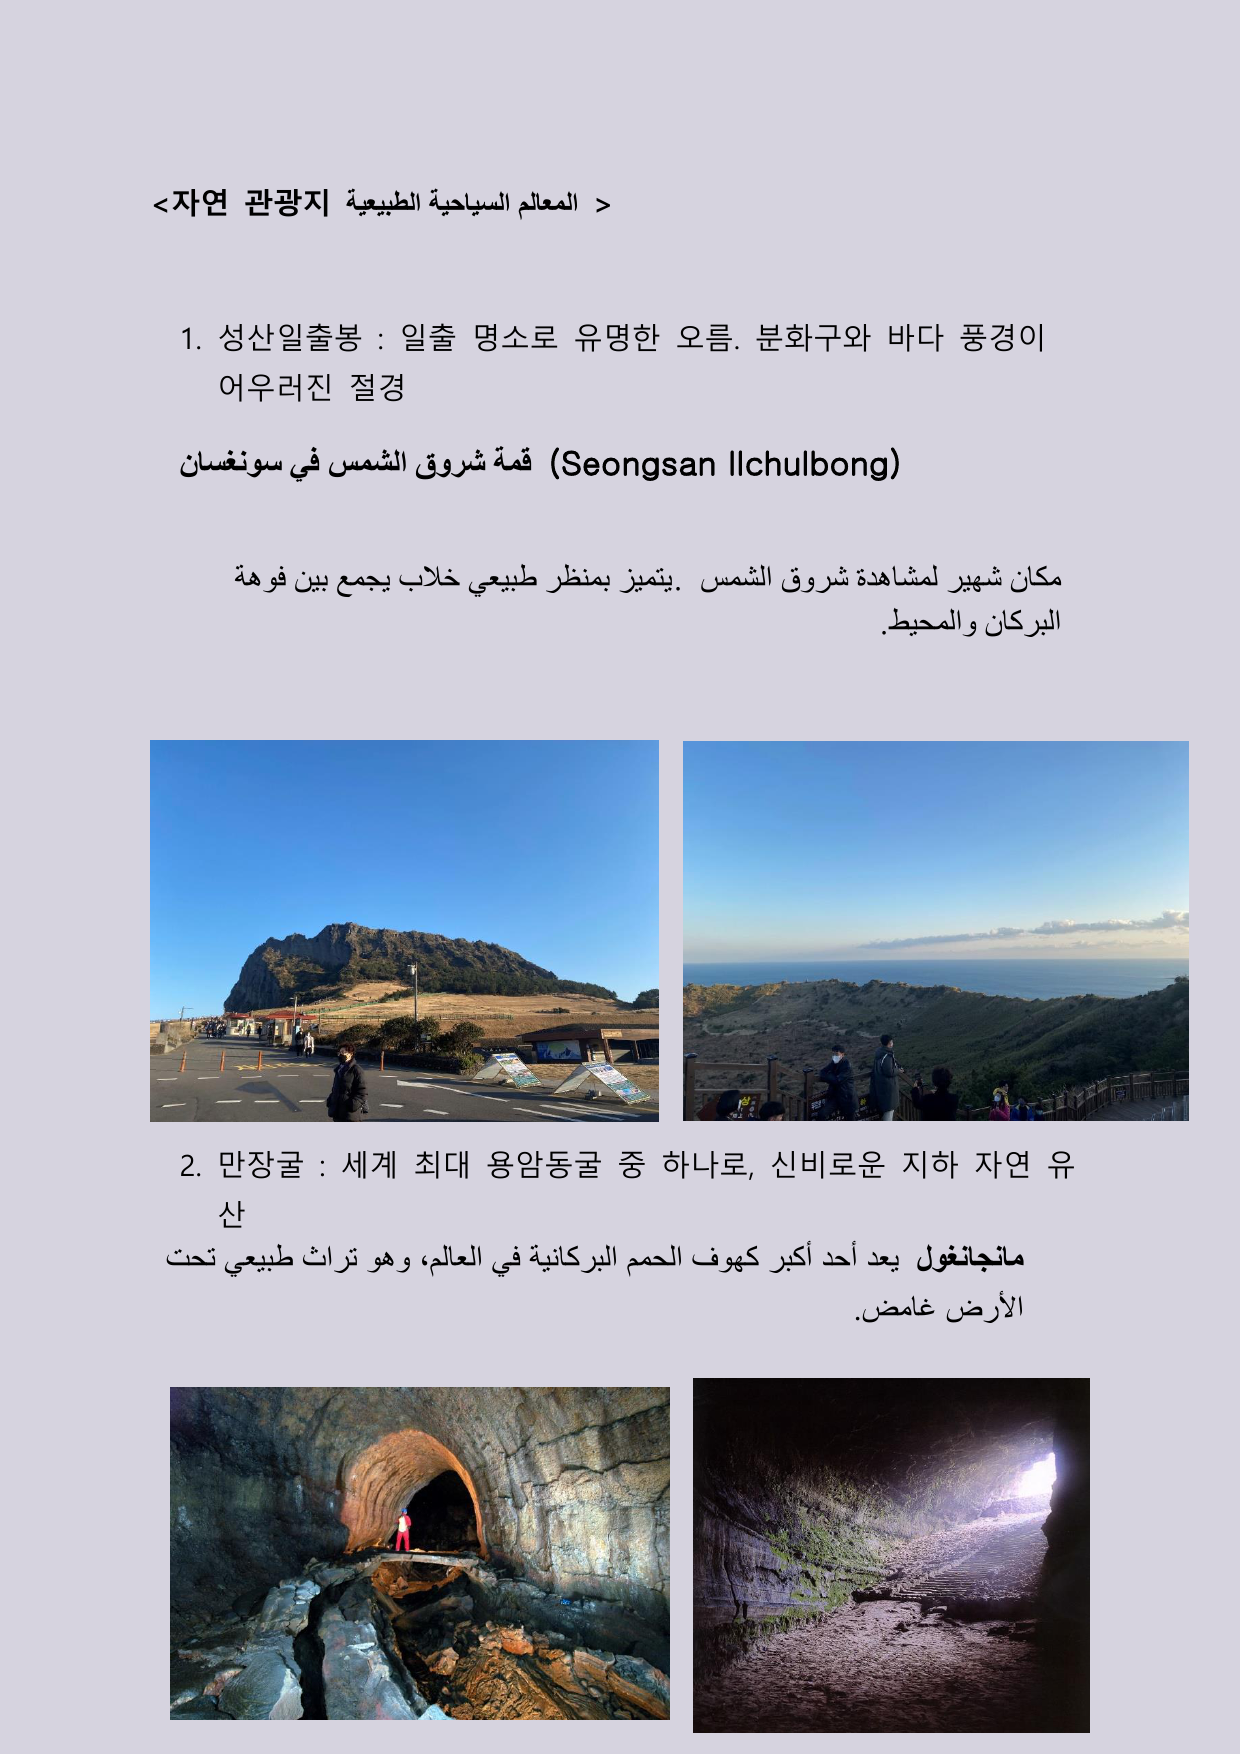 <자연 관광지 المعالم السياحية الطبيعية >
1. 성산일출봉 : 일출 명소로 유명한 오름. 분화구와 바다 풍경이
어우러진 절경
قمة شروق الشمس في سونغسان (Seongsan Ilchulbong)
مكان شهير لمشاهدة شروق الشمس .يتميز بمنظر طبيعي خلاب يجمع بين فوهة
البركان والمحيط.
2. 만장굴 : 세계 최대 용암동굴 중 하나로, 신비로운 지하 자연 유
산
مانجانغول يعد أحد أكبر كهوف الحمم البركانية في العالم، وهو تراث طبيعي تحت
الأرض غامض.